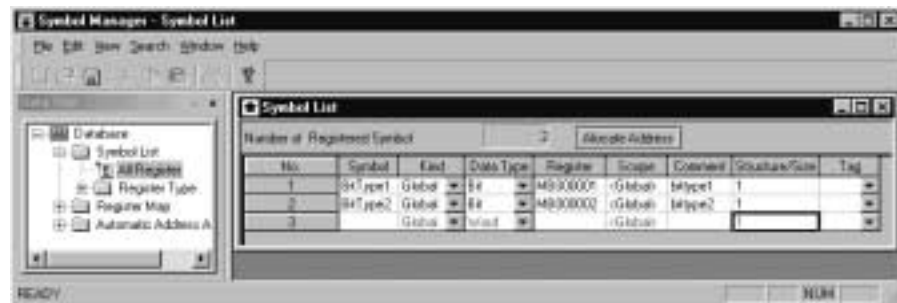 Symbol Manager - Symbol List
File Edit View Search Window Help
Database
Symbol List
All Register
Register Type
Register Map
Automatic Address A
Symbol List
Number of Registered Symbol
Allocate Address
No. Symbol Kind Data Type Register Scope Comment Structure/Size Tag
1 BitType1 Global Bit MB300001 (Global) bittype1 1
2 BitType2 Global Bit MB300002 (Global) bittype2 1
3 Global Word (Global)
READY
NUM